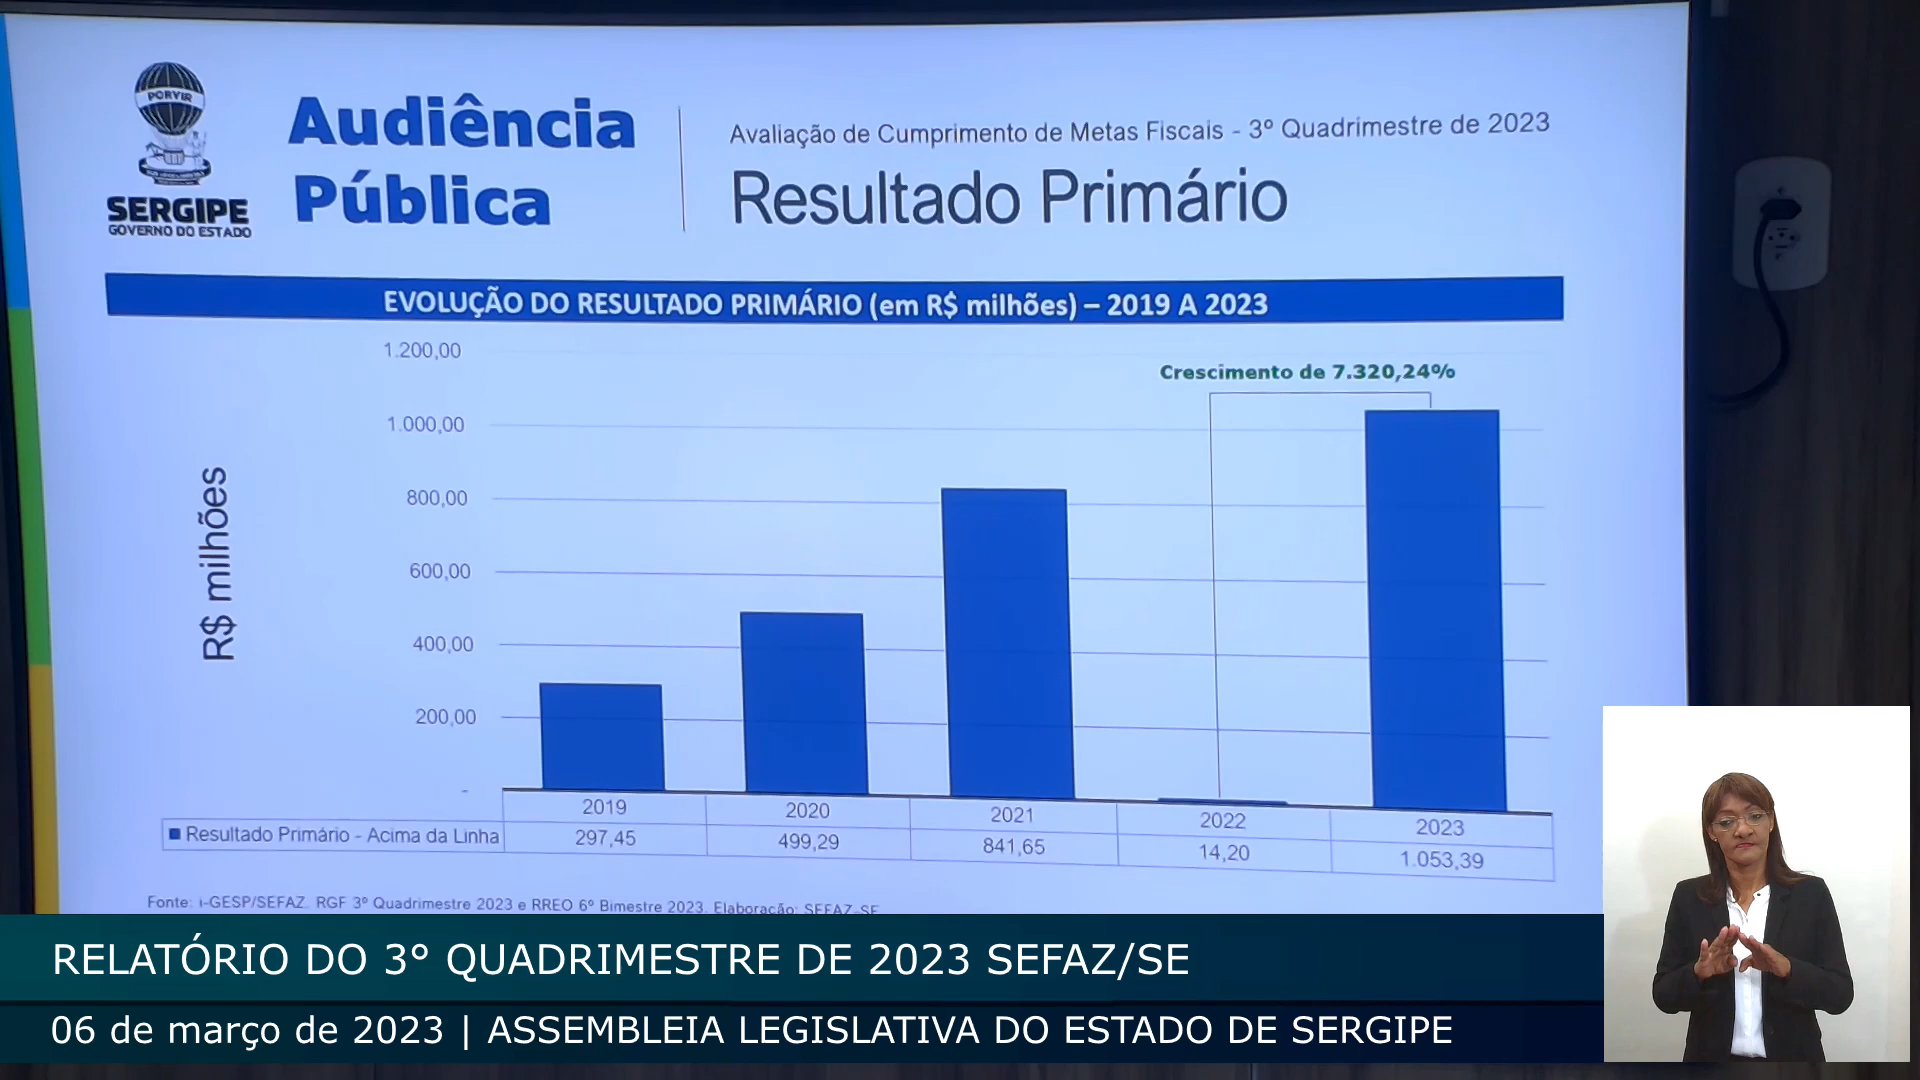 PORVIR
SERGIPE
GOVERNO DO ESTADO
Audiência
Pública
Avaliação de Cumprimento de Metas Fiscais - 3º Quadrimestre de 2023
Resultado Primário
EVOLUÇÃO DO RESULTADO PRIMÁRIO (em R$ milhões) – 2019 A 2023
R$ milhões
1.200,00
1.000,00
800,00
600,00
400,00
200,00
-
Crescimento de 7.320,24%
2019 2020 2021 2022 2023
Resultado Primário - Acima da Linha 297,45 499,29 841,65 14,20 1.053,39
Fonte: i-GESP/SEFAZ. RGF 3º Quadrimestre 2023 e RREO 6º Bimestre 2023. Elaboração: SEFAZ-SE
RELATÓRIO DO 3° QUADRIMESTRE DE 2023 SEFAZ/SE
06 de março de 2023 | ASSEMBLEIA LEGISLATIVA DO ESTADO DE SERGIPE